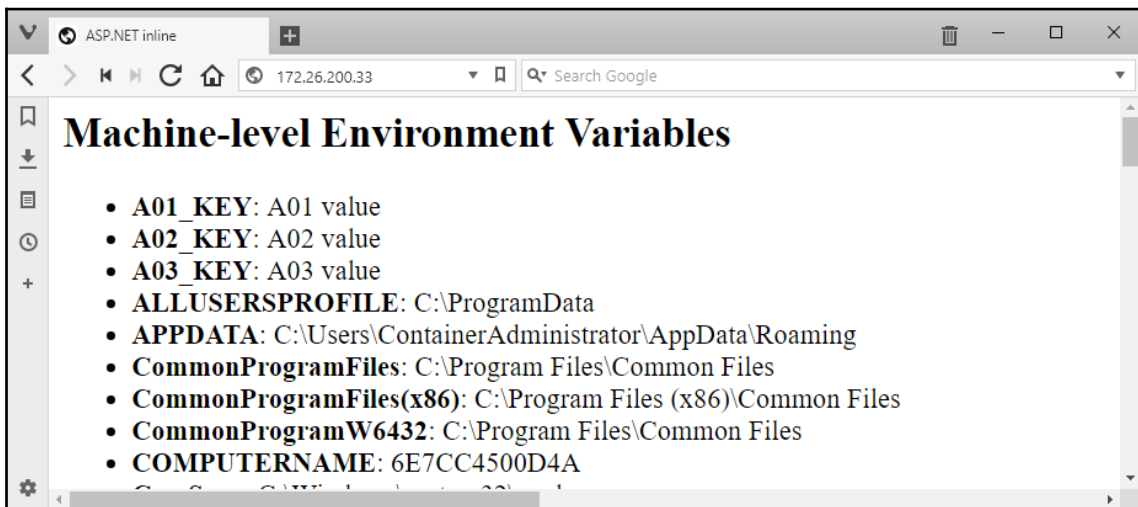 ASP.NET inline
172.26.200.33
Search Google
Machine-level Environment Variables
A01_KEY: A01 value
A02_KEY: A02 value
A03_KEY: A03 value
ALLUSERSPROFILE: C:\ProgramData
APPDATA: C:\Users\ContainerAdministrator\AppData\Roaming
CommonProgramFiles: C:\Program Files\Common Files
CommonProgramFiles(x86): C:\Program Files (x86)\Common Files
CommonProgramW6432: C:\Program Files\Common Files
COMPUTERNAME: 6E7CC4500D4A